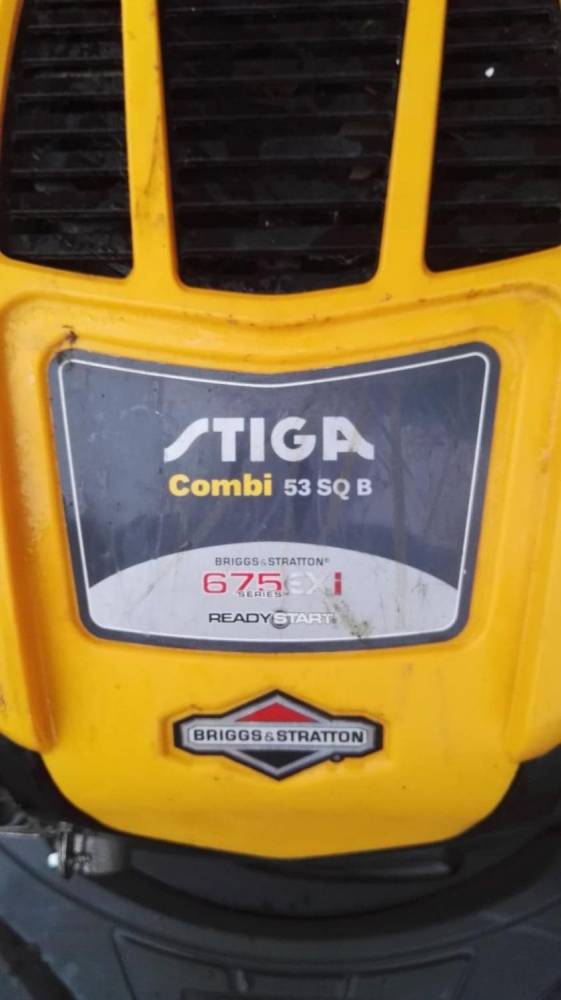 STIGA
Combi 53 SQ B
BRIGGS&STRATTON®
675EXi
SERIES™
READYSTART®
BRIGGS&STRATTON®